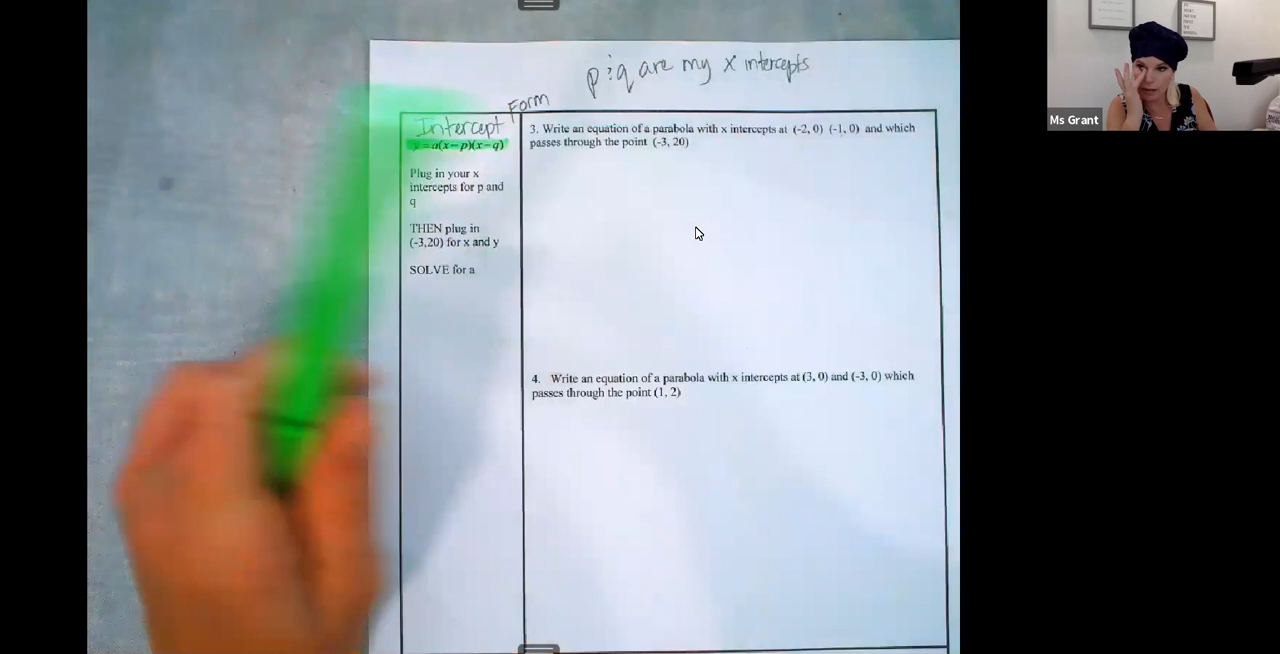 p & q are my x intercepts
Form
Intercept
y = a(x−p)(x−q)
Plug in your x
intercepts for p and
q
THEN plug in
(-3,20) for x and y
SOLVE for a
3. Write an equation of a parabola with x intercepts at (-2, 0) (-1, 0) and which
passes through the point (-3, 20)
4. Write an equation of a parabola with x intercepts at (3, 0) and (-3, 0) which
passes through the point (1, 2)
Ms Grant